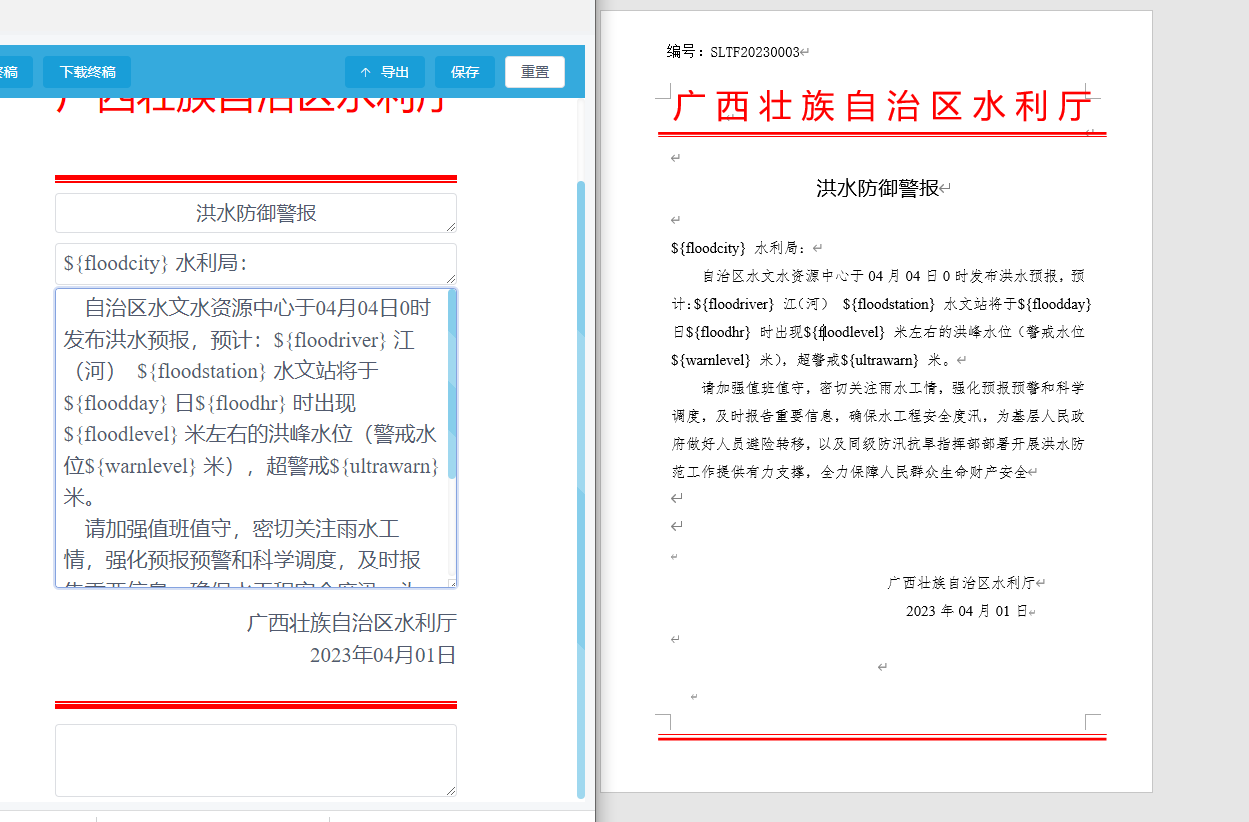 终稿
下载终稿
导出
保存
重置
广西壮族自治区水利厅
洪水防御警报
${floodcity} 水利局：
自治区水文水资源中心于04月04日0时
发布洪水预报，预计：${floodriver} 江
（河） ${floodstation} 水文站将于
${floodday} 日${floodhr} 时出现
${floodlevel} 米左右的洪峰水位（警戒水
位${warnlevel} 米），超警戒${ultrawarn}
米。
请加强值班值守，密切关注雨水工
情，强化预报预警和科学调度，及时报
告重要信息，确保水工程安全度汛，为
广西壮族自治区水利厅
2023年04月01日
编号：SLTF20230003
广西壮族自治区水利厅
洪水防御警报
${floodcity} 水利局：
自治区水文水资源中心于 04 月 04 日 0 时发布洪水预报，预
计：${floodriver} 江（河） ${floodstation} 水文站将于${floodday}
日${floodhr} 时出现${floodlevel} 米左右的洪峰水位（警戒水位
${warnlevel} 米），超警戒${ultrawarn} 米。
请加强值班值守，密切关注雨水工情，强化预报预警和科学
调度，及时报告重要信息，确保水工程安全度汛，为基层人民政
府做好人员避险转移，以及同级防汛抗旱指挥部部署开展洪水防
范工作提供有力支撑，全力保障人民群众生命财产安全
广西壮族自治区水利厅
2023 年 04 月 01 日